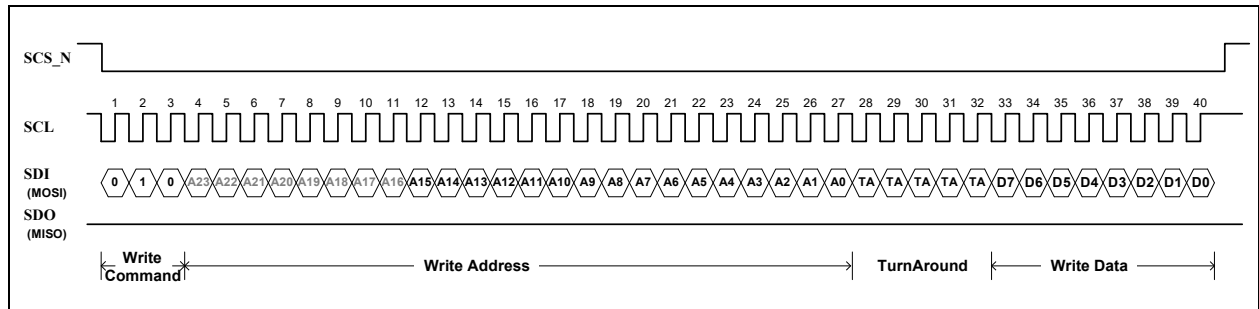 SCS_N
1 2 3 4 5 6 7 8 9 10 11 12 13 14 15 16 17 18 19 20 21 22 23 24 25 26 27 28 29 30 31 32 33 34 35 36 37 38 39 40
SCL
SDI 0 1 0 A23 A22 A21 A20 A19 A18 A17 A16 A15 A14 A13 A12 A11 A10 A9 A8 A7 A6 A5 A4 A3 A2 A1 A0 TA TA TA TA TA D7 D6 D5 D4 D3 D2 D1 D0
(MOSI)
SDO
(MISO)
Write Command Write Address TurnAround Write Data